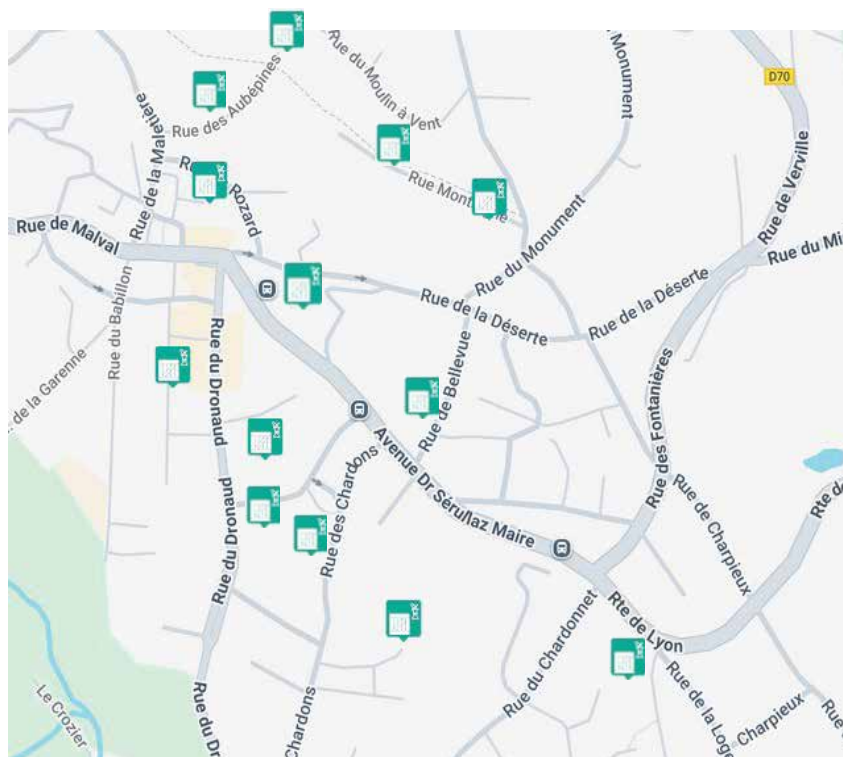 Rue du Moulin à Vent
Monument
D70
Rue des Aubépines
Rue de la Maletière
Rozard
Rue de Verville
Rue de Malval
Rue du Monument
Rue du Mi
Rue du Babillon
Rue de la Déserte
Rue de la Déserte
de la Garenne
Rue du Dronaud
Rue de Bellevue
Rue des Fontanières
Avenue Dr Sérullaz Maire
Rue des Chardons
Rue du Dronaud
Rue de Charpieux
Rte de
Rue du Chardonnet
Rte de Lyon
Rue du Dr
Chardons
Le Crozier
Rue de la Loge
Charpieux
Rue